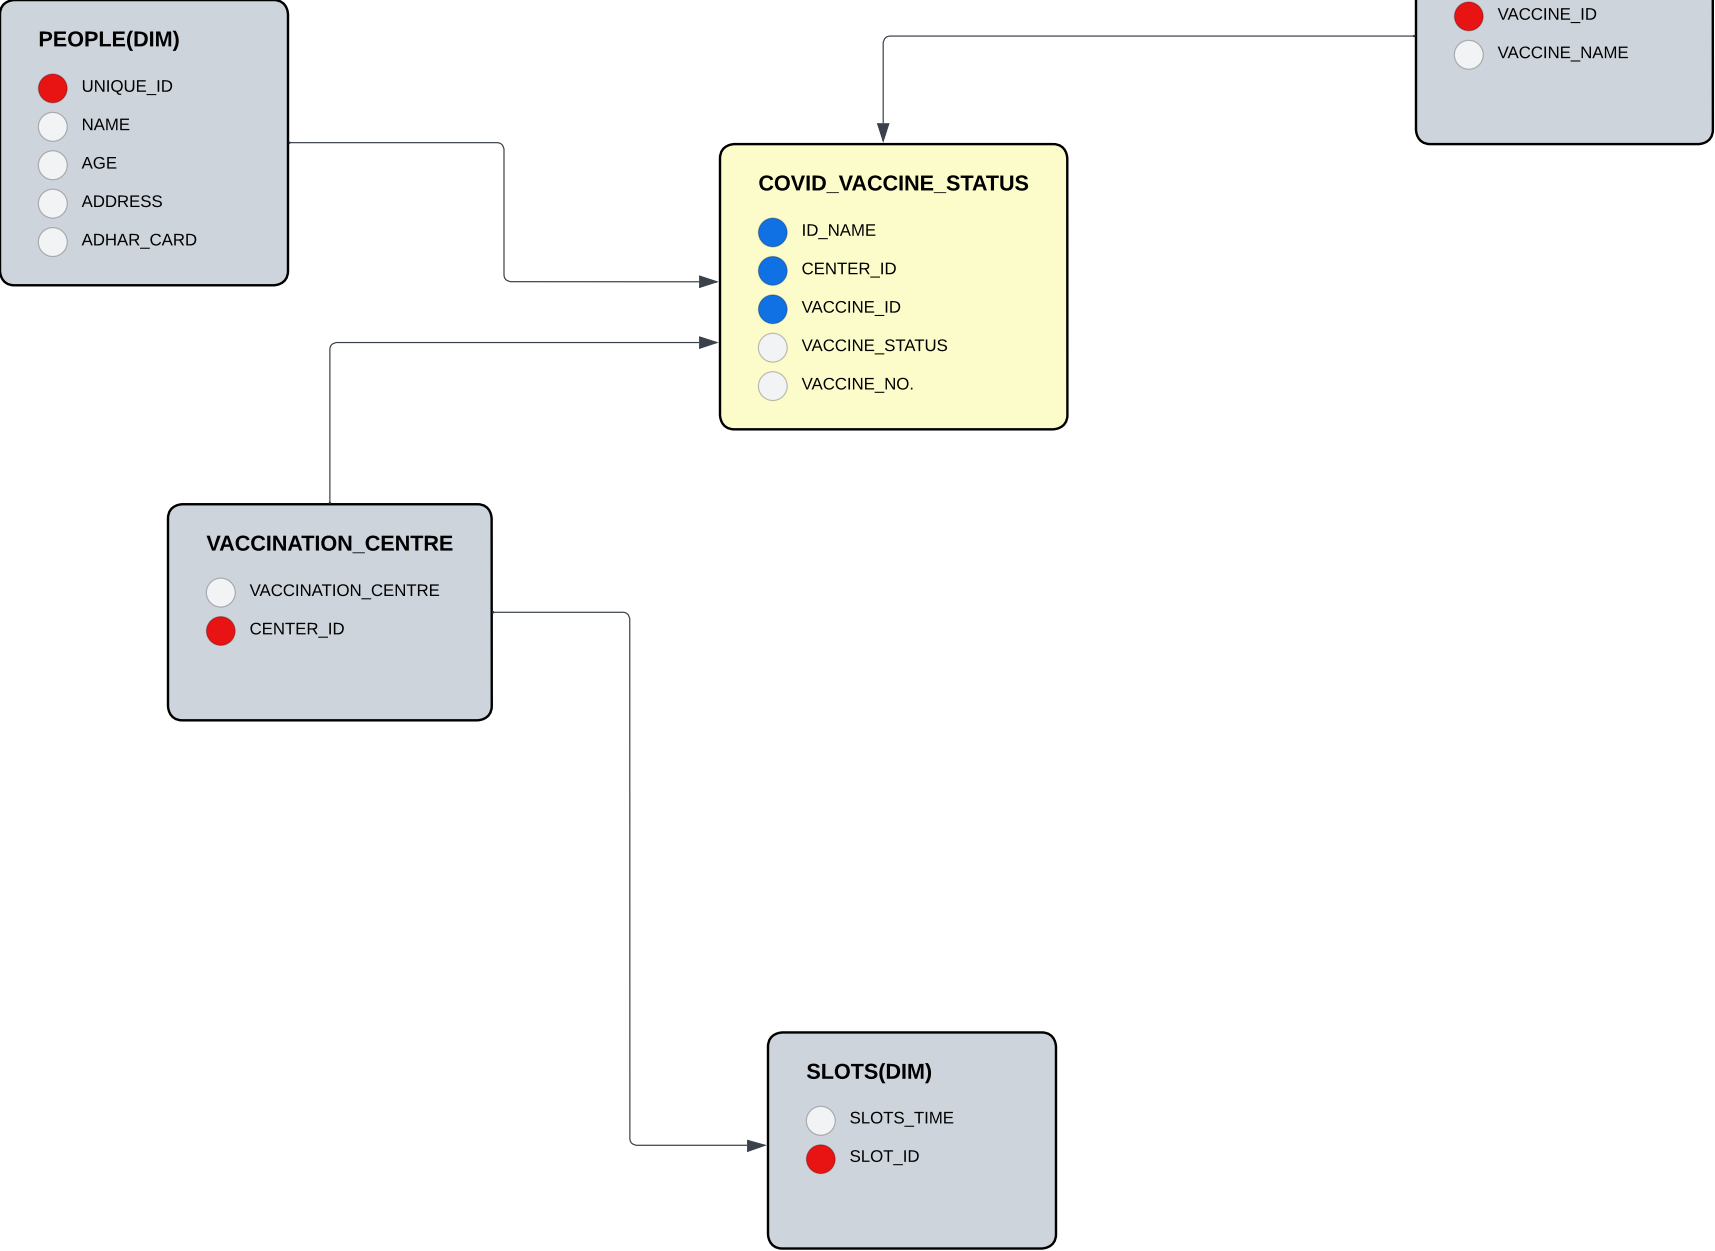 PEOPLE(DIM)
UNIQUE_ID
NAME
AGE
ADDRESS
ADHAR_CARD
VACCINE_ID
VACCINE_NAME
COVID_VACCINE_STATUS
ID_NAME
CENTER_ID
VACCINE_ID
VACCINE_STATUS
VACCINE_NO.
VACCINATION_CENTRE
VACCINATION_CENTRE
CENTER_ID
SLOTS(DIM)
SLOTS_TIME
SLOT_ID